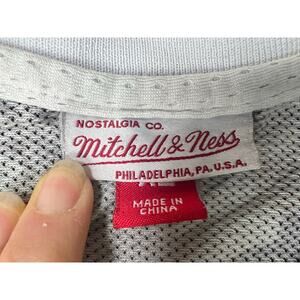 NOSTALGIA CO.
Mitchell & Ness
PHILADELPHIA, PA. U.S.A.
MADE IN
CHINA